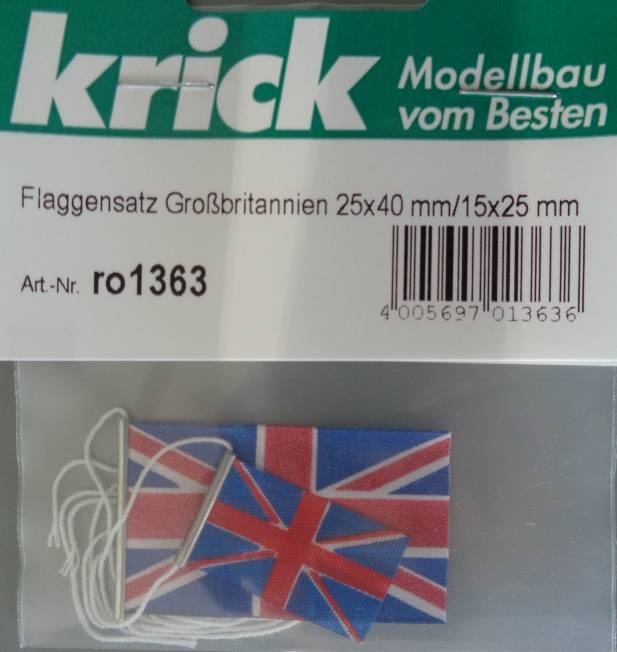 krick
Modellbau
vom Besten
Flaggensatz Großbritannien 25x40 mm/15x25 mm
Art.-Nr. ro1363
4 005697 013636